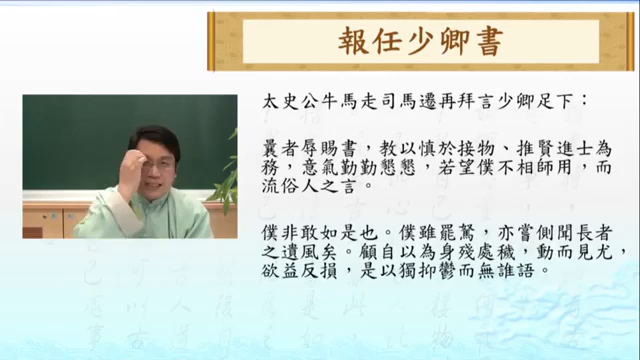 報任少卿書
太史公牛馬走司馬遷再拜言少卿足下：
曩者辱賜書，教以慎於接物、推賢進士為
務，意氣勤勤懇懇，若望僕不相師用，而
流俗人之言。
僕非敢如是也。僕雖罷駑，亦嘗側聞長者
之遺風矣。顧自以為身殘處穢，動而見尤，
欲益反損，是以獨抑鬱而無誰語。